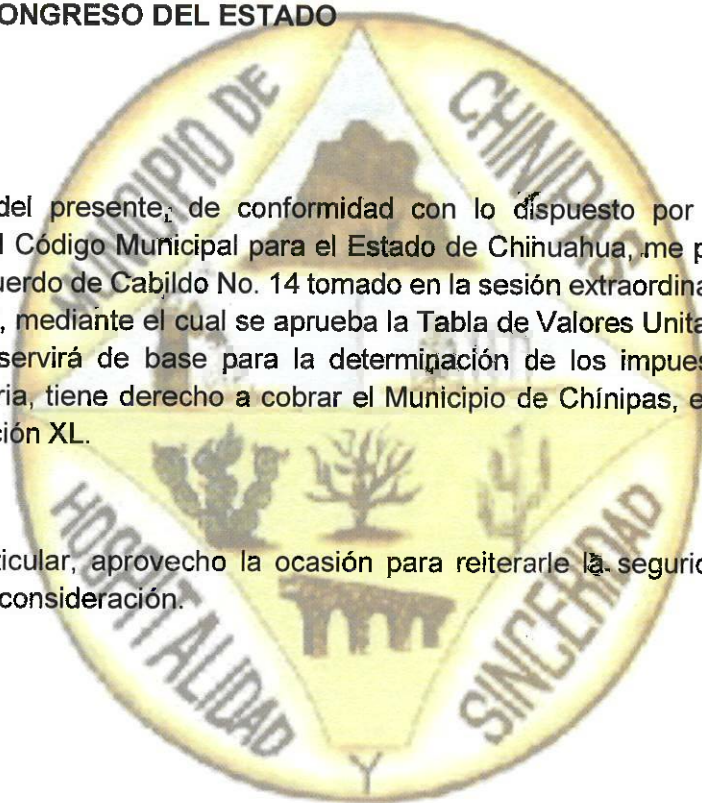 ONGRESO DEL ESTADO
MUNICIPIO DE
CHINIPAS
del presente, de conformidad con lo dispuesto por
l Código Municipal para el Estado de Chihuahua, me p
uerdo de Cabildo No. 14 tomado en la sesión extraordina
, mediante el cual se aprueba la Tabla de Valores Unita
servirá de base para la determinación de los impues
ria, tiene derecho a cobrar el Municipio de Chínipas, e
ción XL.
ticular, aprovecho la ocasión para reiterarle la seguric
consideración.
HOSPITALIDAD
Y
SINCERIDAD